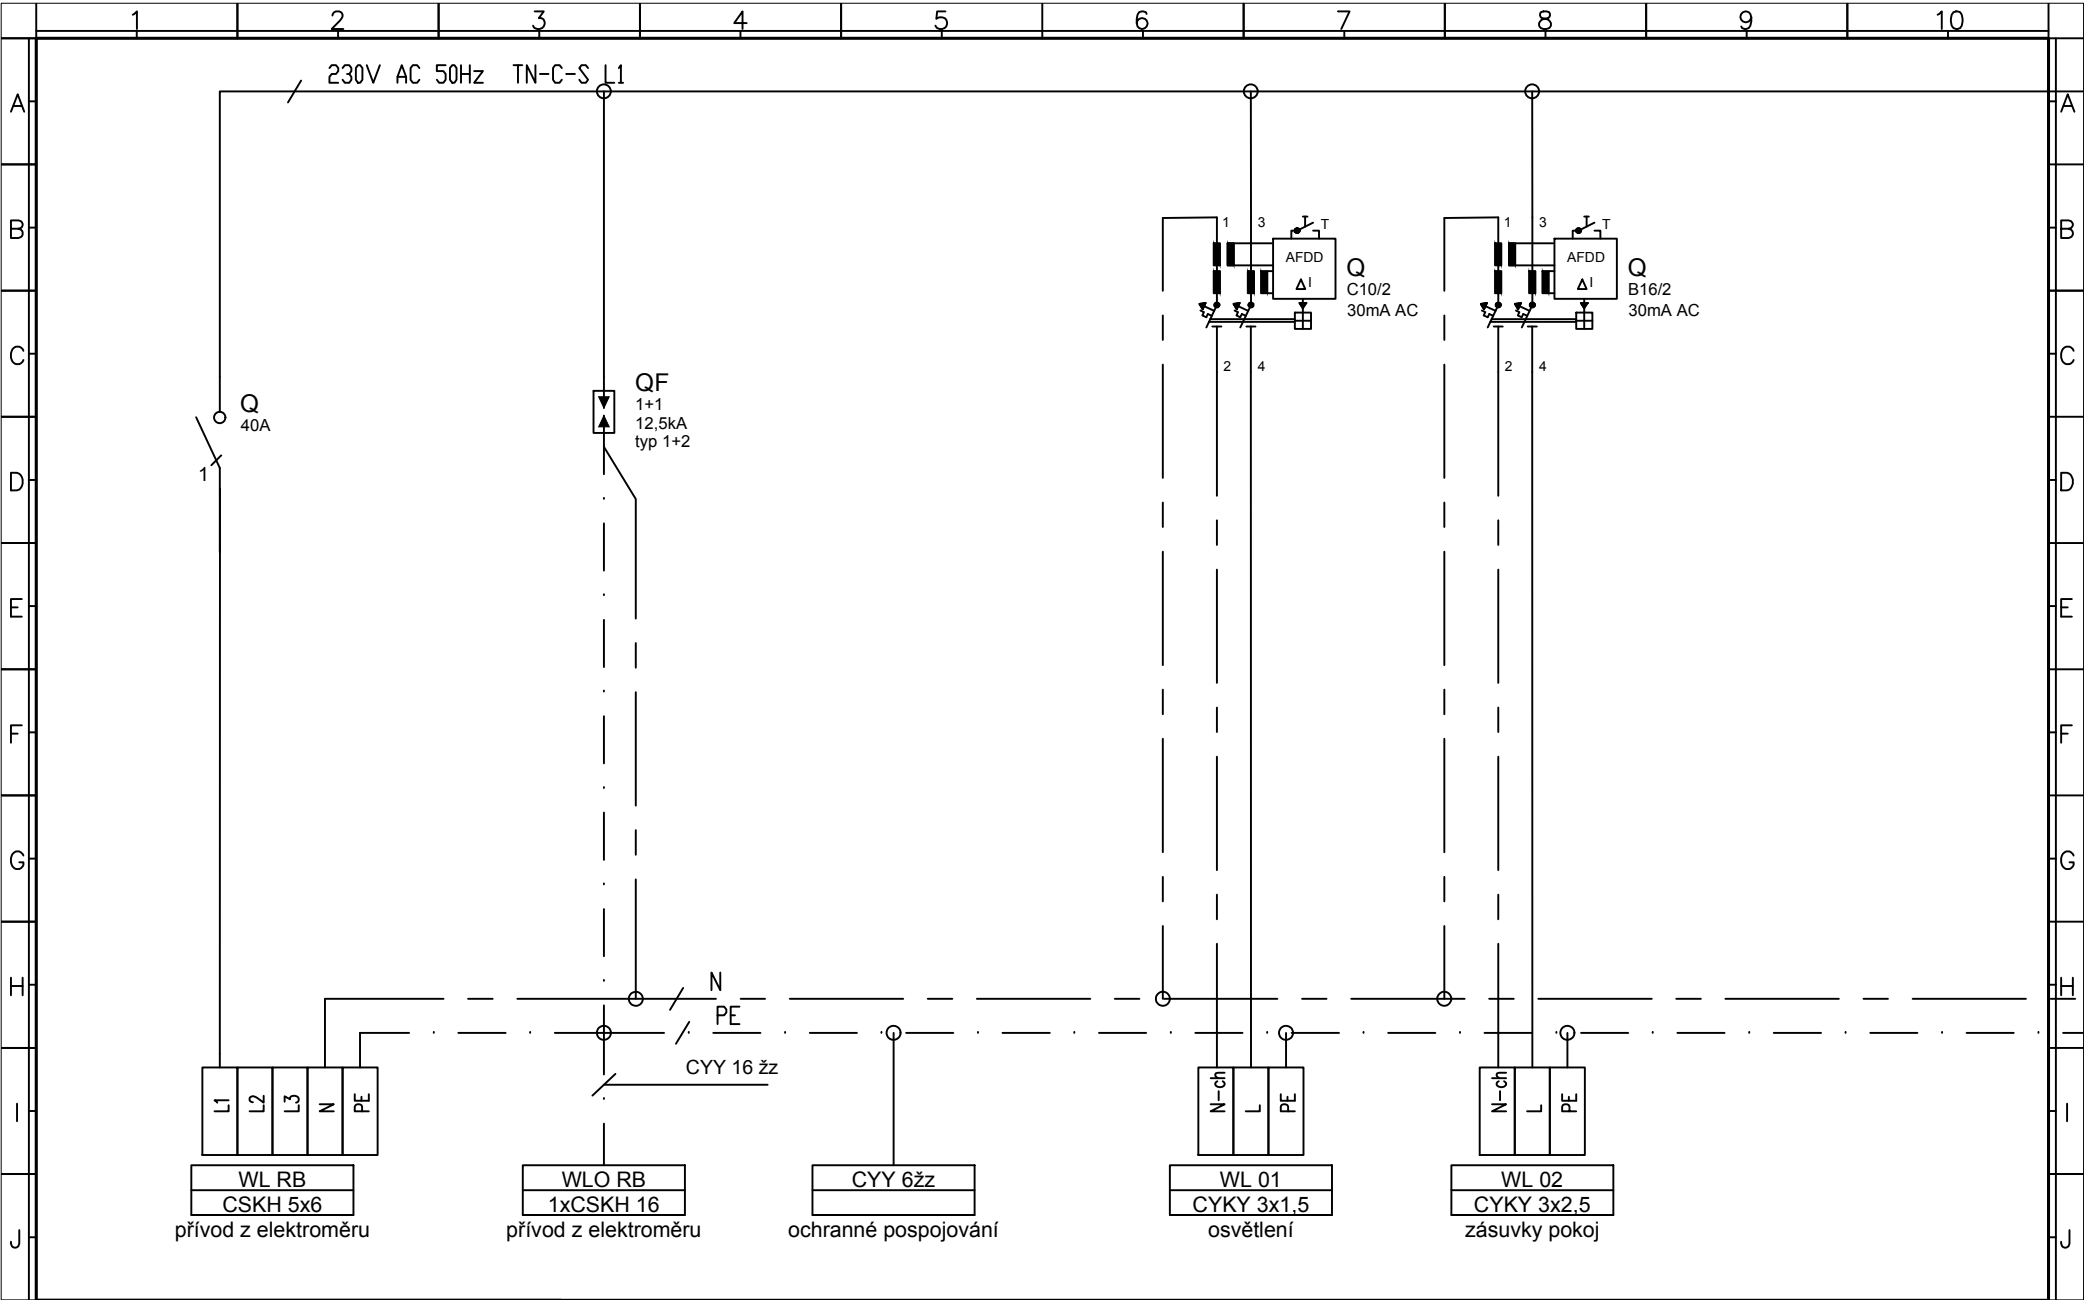 1 2 3 4 5 6 7 8 9 10
230V AC 50Hz TN-C-S L1
A A
B B
1 3 T
AFDD
ΔI
Q
C10/2
30mA AC
2 4
1 3 T
AFDD
ΔI
Q
B16/2
30mA AC
2 4
C C
Q
40A
1
QF
1+1
12,5kA
typ 1+2
D D
E E
F F
G G
H H
N
PE
CYY 16 žz
I I
L1 L2 L3 N PE
N-ch L PE
N-ch L PE
WL RB
CSKH 5x6
přívod z elektroměru
WLO RB
1xCSKH 16
přívod z elektroměru
CYY 6žz
ochranné pospojování
WL 01
CYKY 3x1,5
osvětlení
WL 02
CYKY 3x2,5
zásuvky pokoj
J J